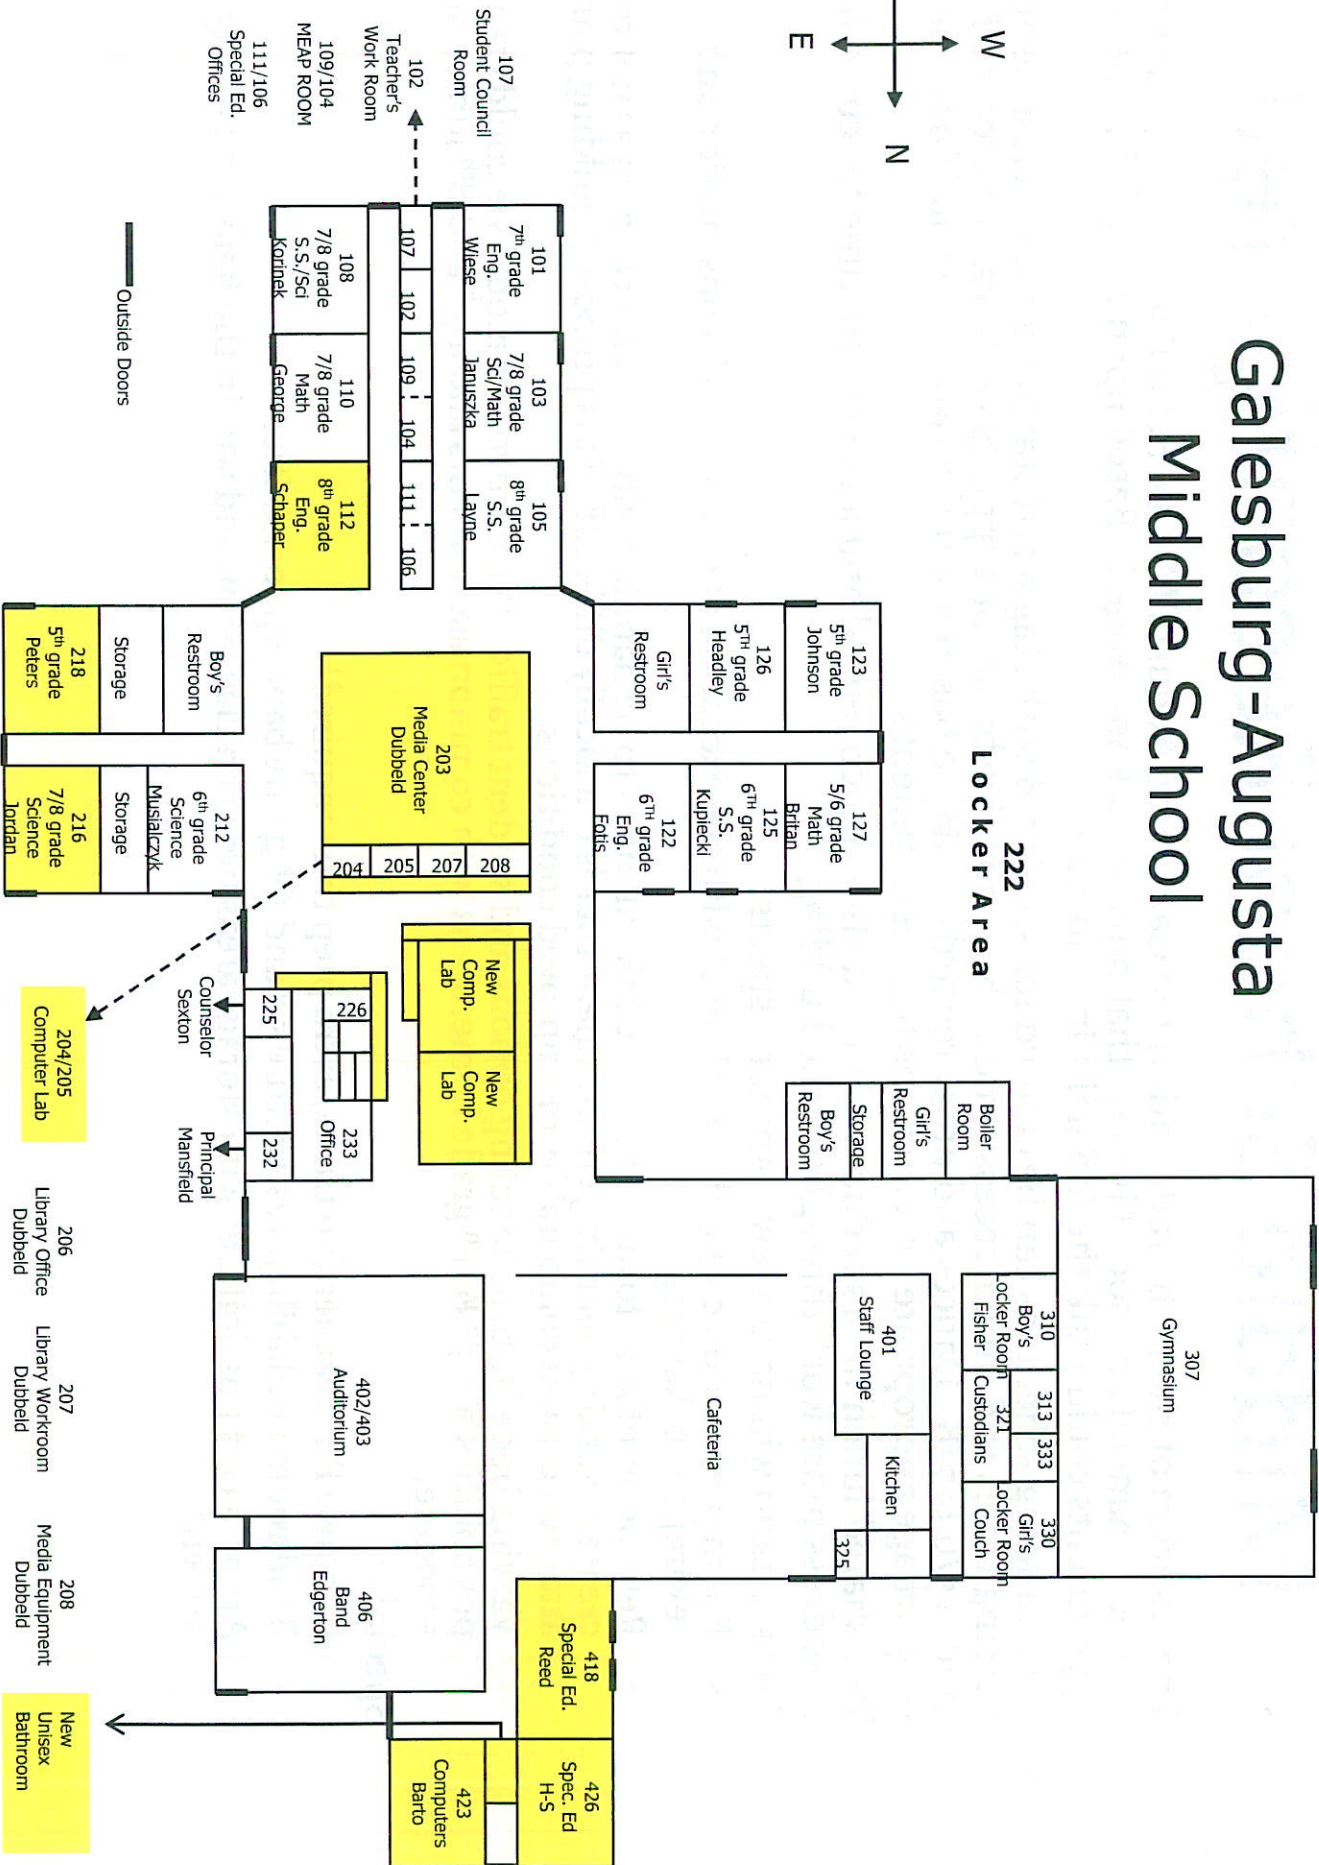 Galesburg-Augusta
Middle School
W
E
N
107
Student Council
Room
102
Teacher's
Work Room
109/104
MEAP ROOM
111/106
Special Ed.
Offices
Outside Doors
101
7th grade
Eng.
Wiese
103
7/8 grade
Sci/Math
Januszka
105
8th grade
S.S.
Layne
107
102
109
104
111
106
108
7/8 grade
S.S./Sci
Korinek
110
7/8 grade
Math
George
112
8th grade
Eng.
Schaper
123
5th grade
Johnson
126
5TH grade
Headley
Girl's
Restroom
127
5/6 grade
Math
Britan
125
6TH grade
S.S.
Kupiecki
122
6TH grade
Eng.
Fotis
222
Locker Area
203
Media Center
Dubbeld
204
205
207
208
Boy's
Restroom
Storage
218
5th grade
Peters
212
6th grade
Science
Musialczyk
Storage
216
7/8 grade
Science
Jordan
New
Comp.
Lab
New
Comp.
Lab
226
225
233
Office
232
Counselor
Sexton
Principal
Mansfield
204/205
Computer Lab
Boiler
Room
Girl's
Restroom
Storage
Boy's
Restroom
307
Gymnasium
310
Boy's
Locker Room
Fisher
313
333
321
Custodians
330
Girl's
Locker Room
Couch
401
Staff Lounge
Kitchen
325
Cafeteria
402/403
Auditorium
406
Band
Edgerton
418
Special Ed.
Reed
426
Spec. Ed
H-S
423
Computers
Barto
206
Library Office
Dubbeld
207
Library Workroom
Dubbeld
208
Media Equipment
Dubbeld
New
Unisex
Bathroom